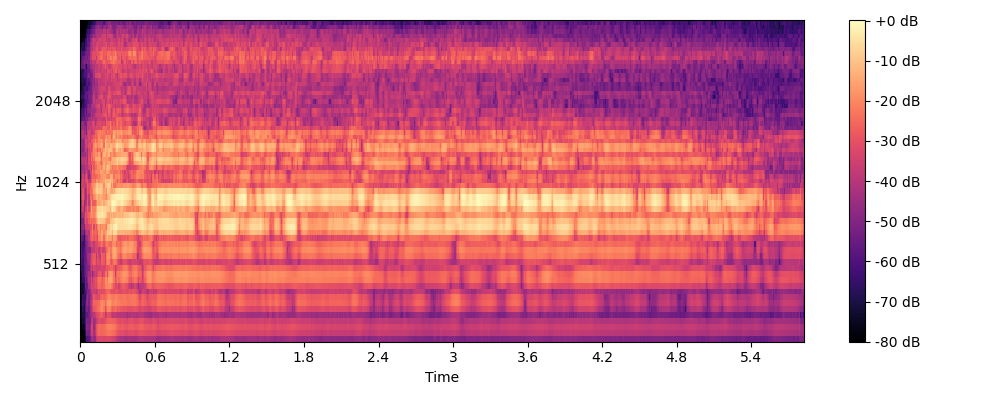 +0 dB
-10 dB
2048
-20 dB
-30 dB
Hz
1024
-40 dB
-50 dB
512
-60 dB
-70 dB
-80 dB
0 0.6 1.2 1.8 2.4 3 3.6 4.2 4.8 5.4
Time